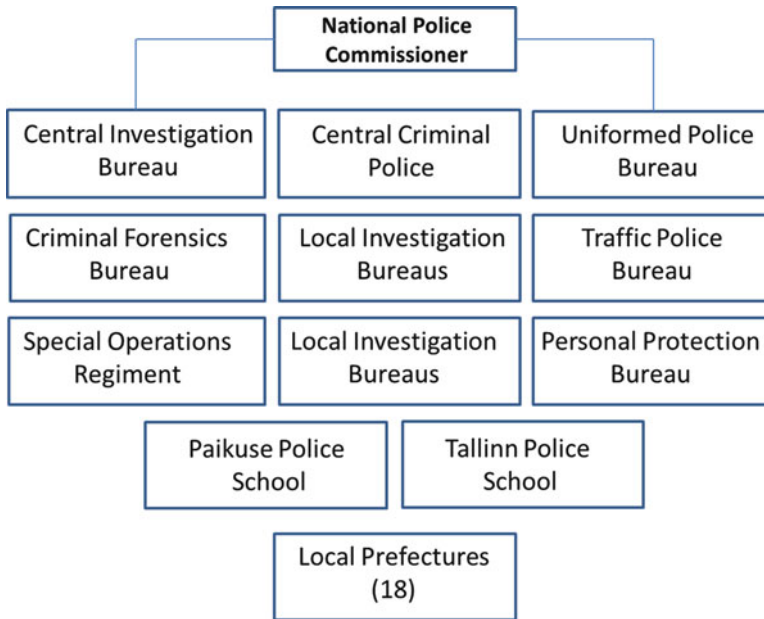 National Police
Commissioner
Central Investigation
Bureau
Central Criminal
Police
Uniformed Police
Bureau
Criminal Forensics
Bureau
Local Investigation
Bureaus
Traffic Police
Bureau
Special Operations
Regiment
Local Investigation
Bureaus
Personal Protection
Bureau
Paikuse Police
School
Tallinn Police
School
Local Prefectures
(18)